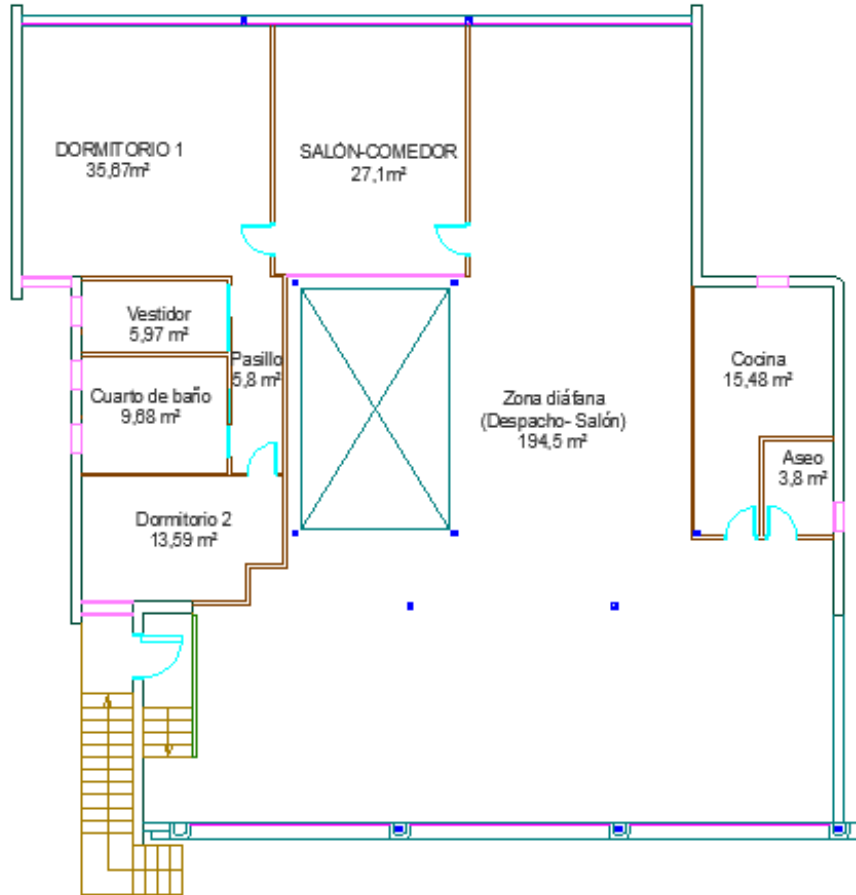 DORMITORIO 1
35,67m²
SALÓN-COMEDOR
27,1m²
Vestidor
5,97 m²
Pasillo
5,8 m²
Cuarto de baño
9,68 m²
Zona diáfana
(Despacho- Salón)
194,5 m²
Cocina
15,48 m²
Aseo
3,8 m²
Dormitorio 2
13,59 m²